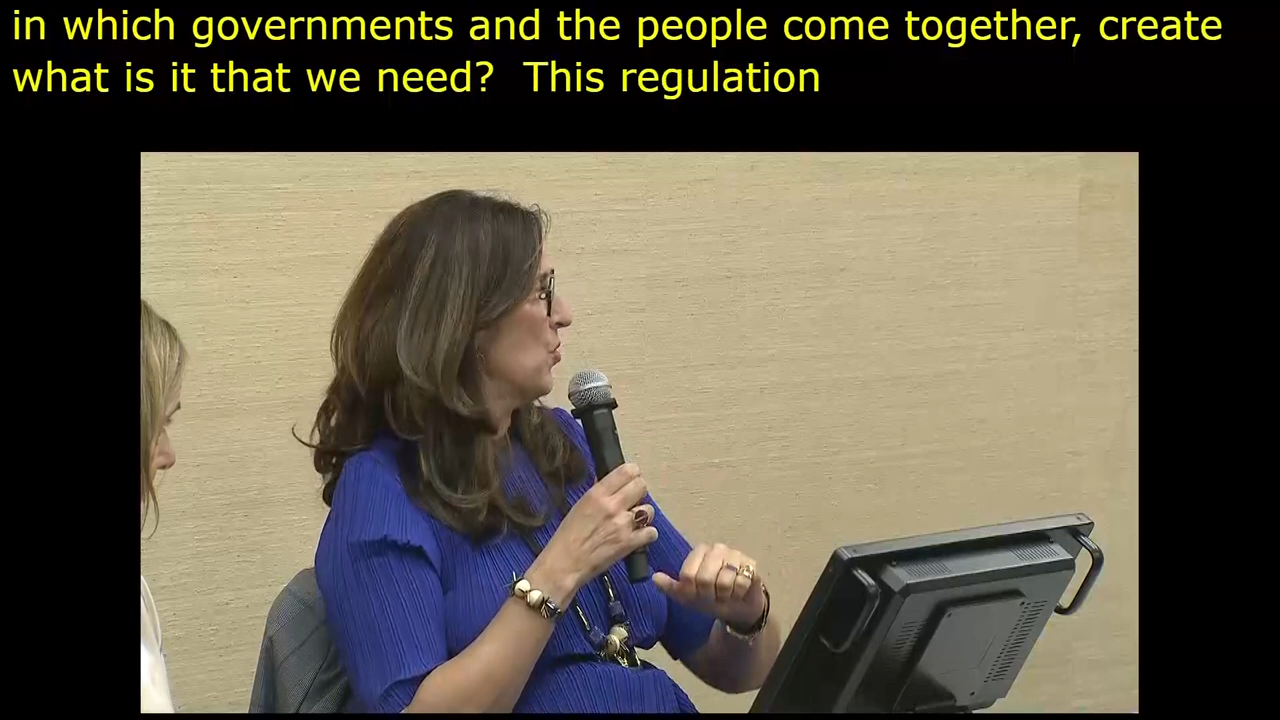 in which governments and the people come together, create
what is it that we need?  This regulation